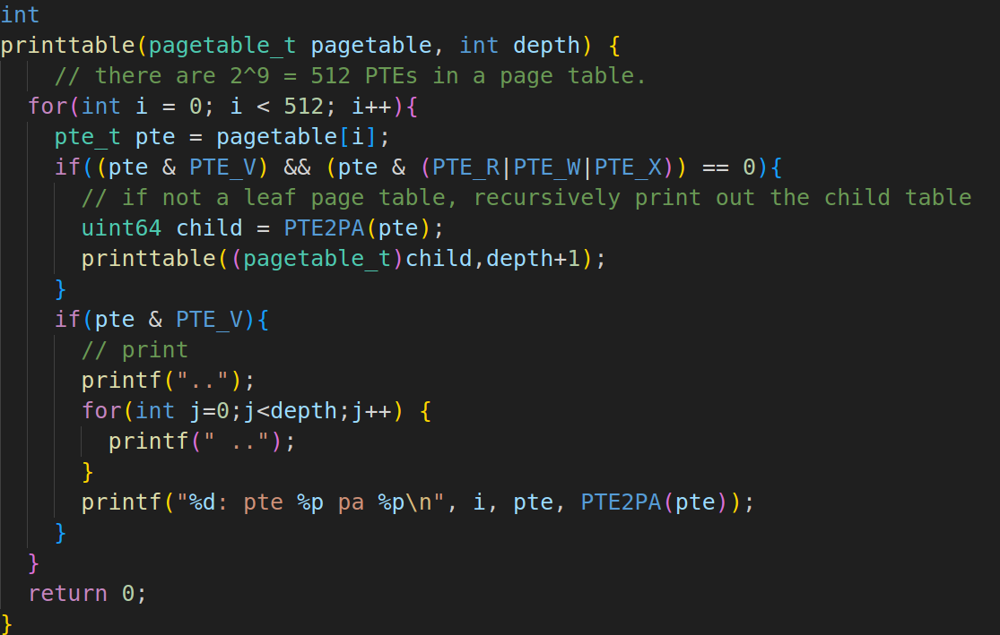 int
printtable(pagetable_t pagetable, int depth) {
    // there are 2^9 = 512 PTEs in a page table.
  for(int i = 0; i < 512; i++){
    pte_t pte = pagetable[i];
    if((pte & PTE_V) && (pte & (PTE_R|PTE_W|PTE_X)) == 0){
      // if not a leaf page table, recursively print out the child table
      uint64 child = PTE2PA(pte);
      printtable((pagetable_t)child,depth+1);
    }
    if(pte & PTE_V){
      // print
      printf("..");
      for(int j=0;j<depth;j++) {
        printf(" ..");
      }
      printf("%d: pte %p pa %p\n", i, pte, PTE2PA(pte));
    }
  }
  return 0;
}